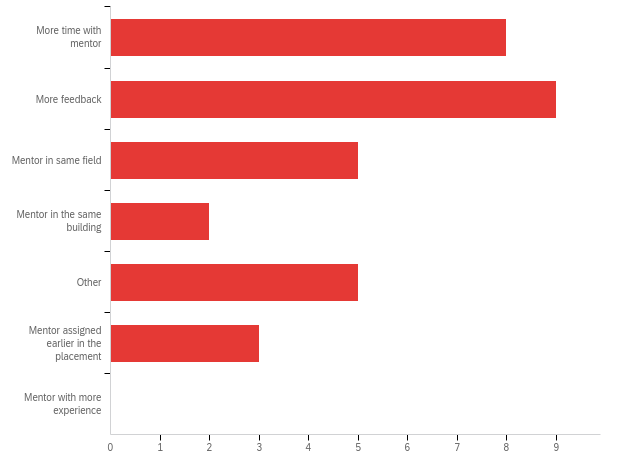 More time with
mentor
More feedback
Mentor in same field
Mentor in the same
building
Other
Mentor assigned
earlier in the
placement
Mentor with more
experience
0 1 2 3 4 5 6 7 8 9